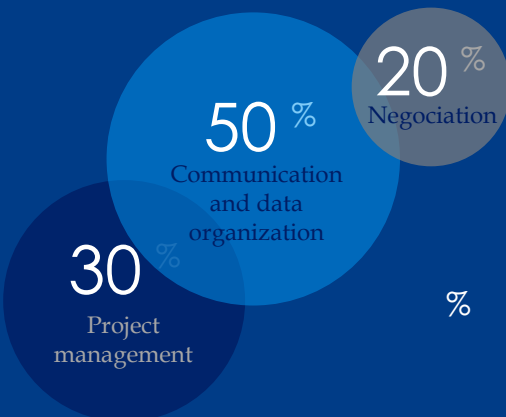 20 %
Negociation
50 %
Communication
and data
organization
30 %
Project
management
%